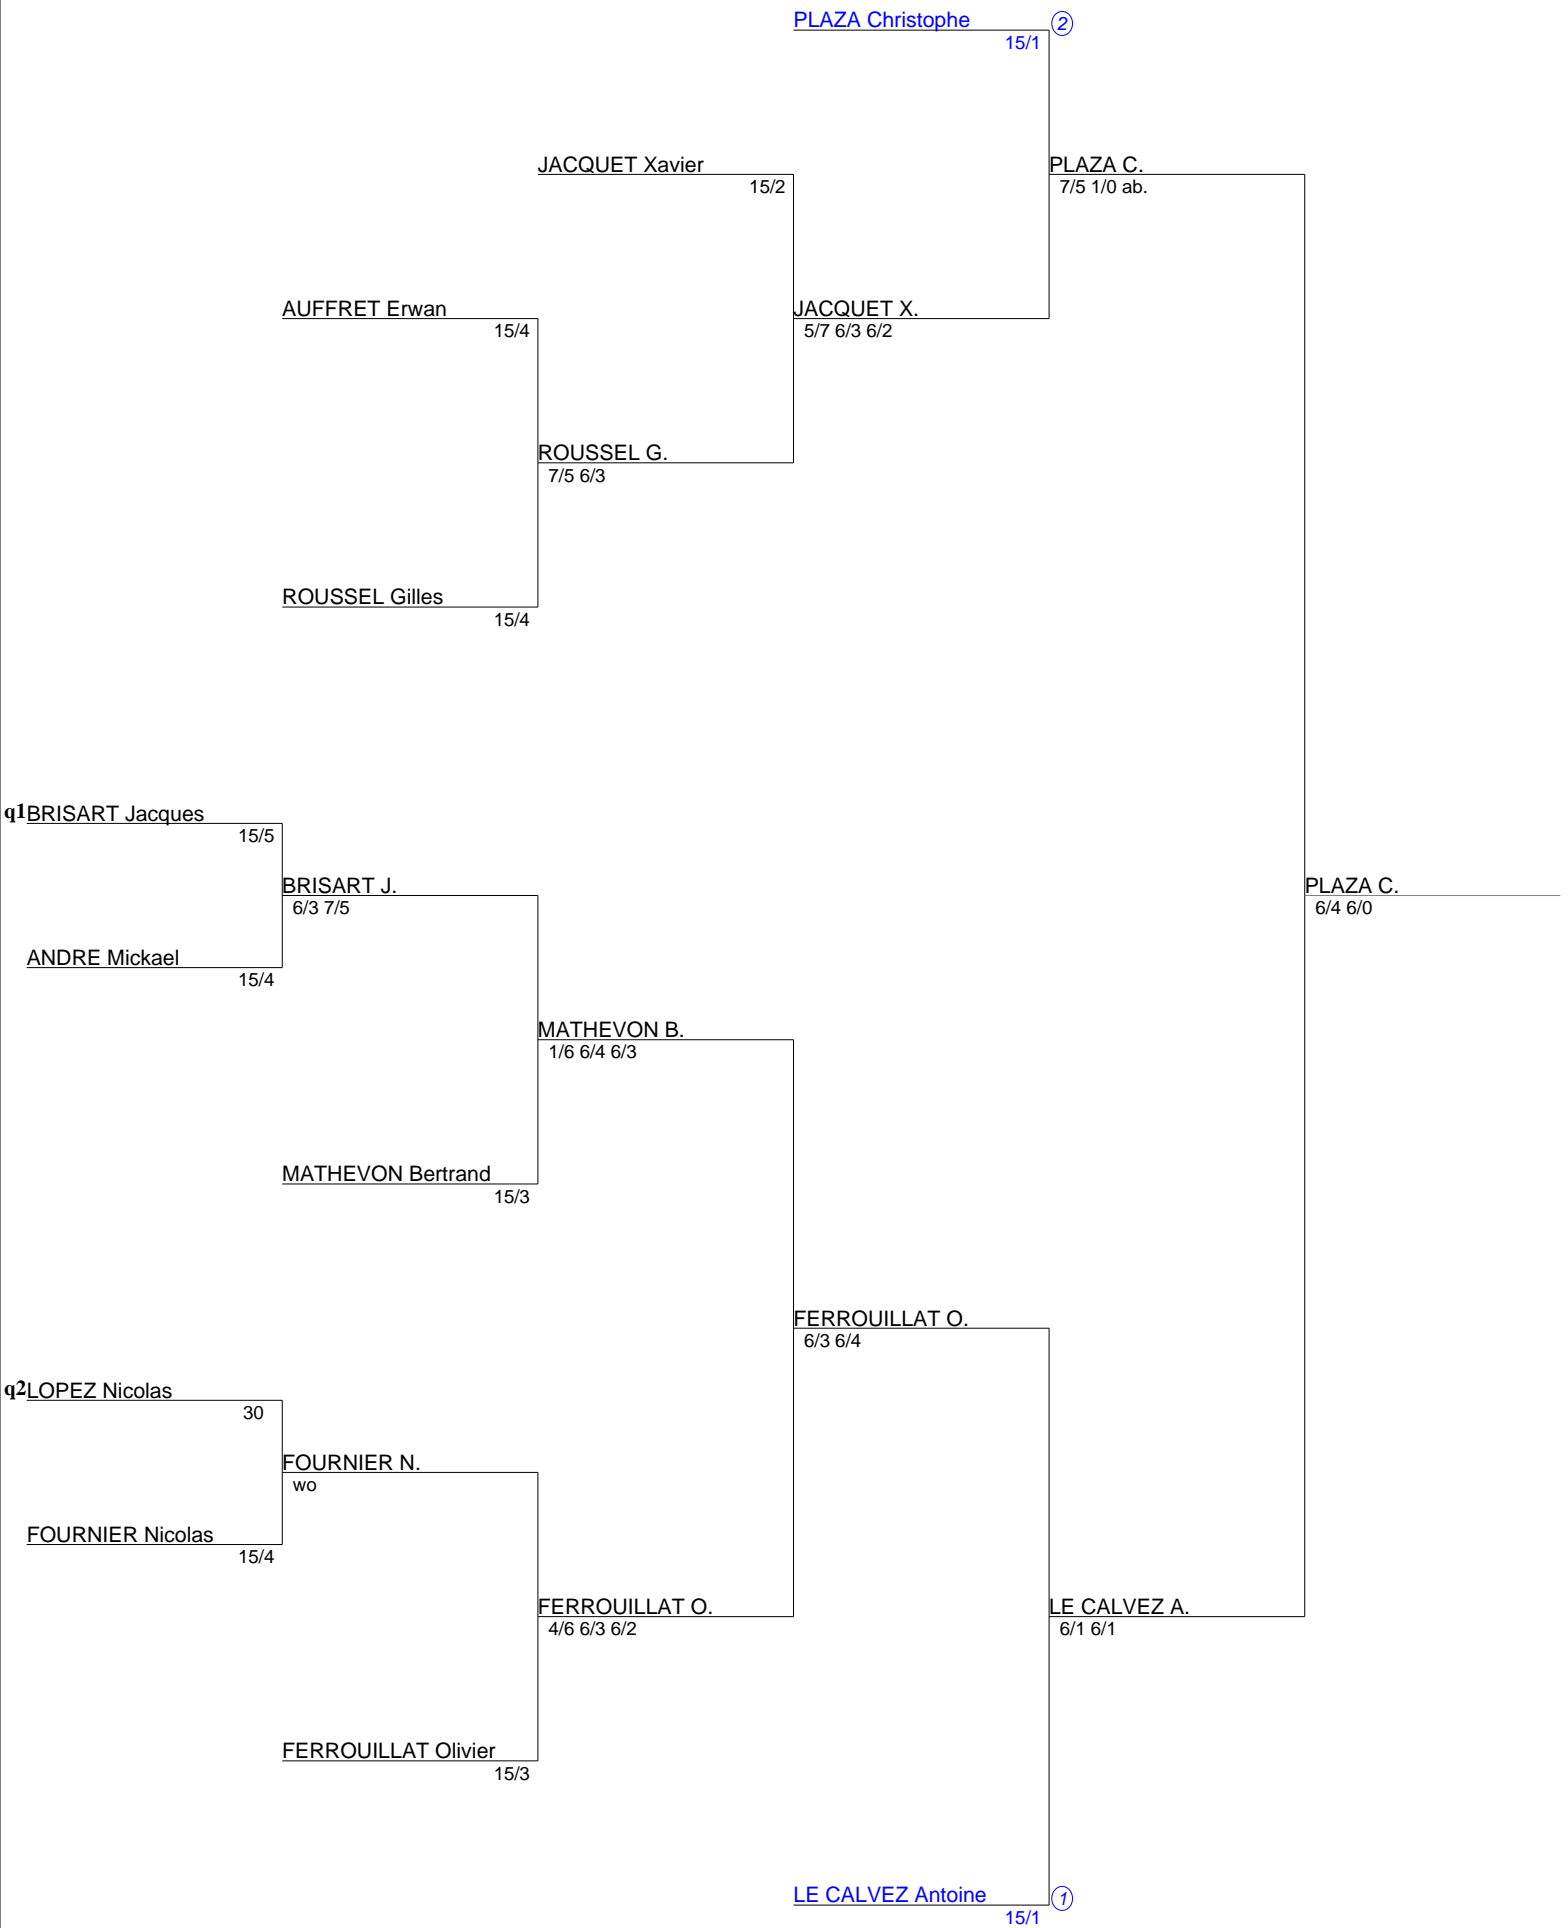 PLAZA Christophe
2
15/1
JACQUET Xavier
15/2
PLAZA C.
7/5 1/0 ab.
AUFFRET Erwan
15/4
JACQUET X.
5/7 6/3 6/2
ROUSSEL G.
7/5 6/3
ROUSSEL Gilles
15/4
q1 BRISART Jacques
15/5
BRISART J.
6/3 7/5
PLAZA C.
6/4 6/0
ANDRE Mickael
15/4
MATHEVON B.
1/6 6/4 6/3
MATHEVON Bertrand
15/3
FERROUILLAT O.
6/3 6/4
q2 LOPEZ Nicolas
30
FOURNIER N.
wo
FOURNIER Nicolas
15/4
FERROUILLAT O.
4/6 6/3 6/2
LE CALVEZ A.
6/1 6/1
FERROUILLAT Olivier
15/3
LE CALVEZ Antoine
1
15/1